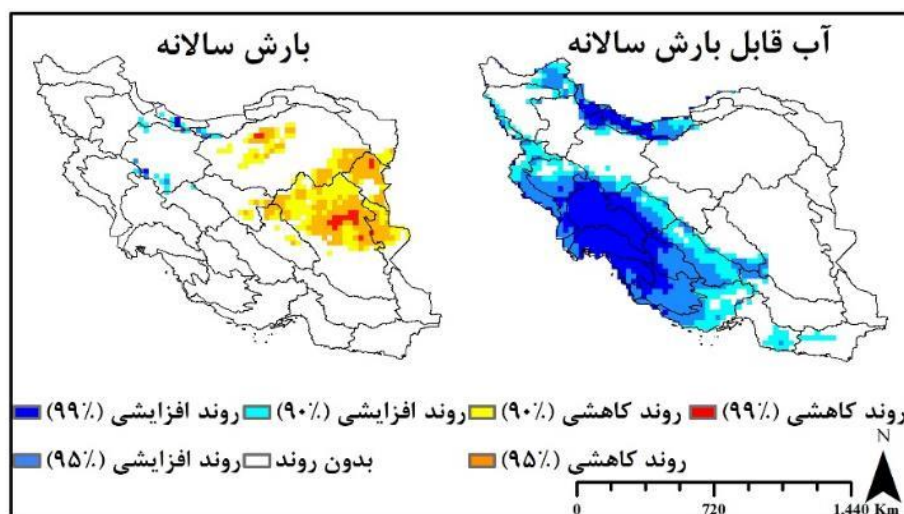 بارش سالانه
آب قابل بارش سالانه
روند کاهشی (۹۹٪) روند کاهشی (۹۰٪) روند افزایشی (۹۰٪) روند افزایشی (۹۹٪)
روند کاهشی (۹۵٪) بدون روند روند افزایشی (۹۵٪)
N
0 720 1,440 Km